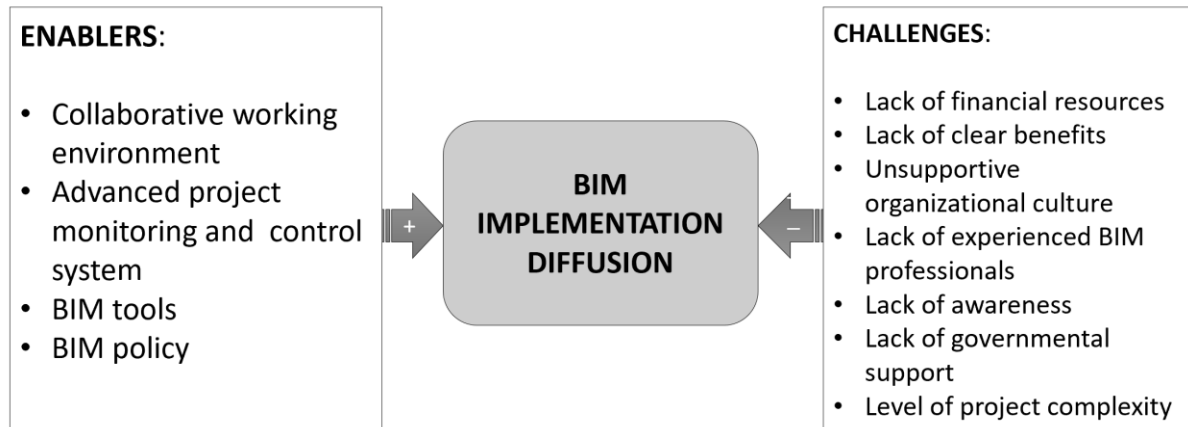 ENABLERS:
• Collaborative working
environment
• Advanced project
monitoring and control
system
• BIM tools
• BIM policy
+
BIM
IMPLEMENTATION
DIFFUSION
–
CHALLENGES:
• Lack of financial resources
• Lack of clear benefits
• Unsupportive
organizational culture
• Lack of experienced BIM
professionals
• Lack of awareness
• Lack of governmental
support
• Level of project complexity